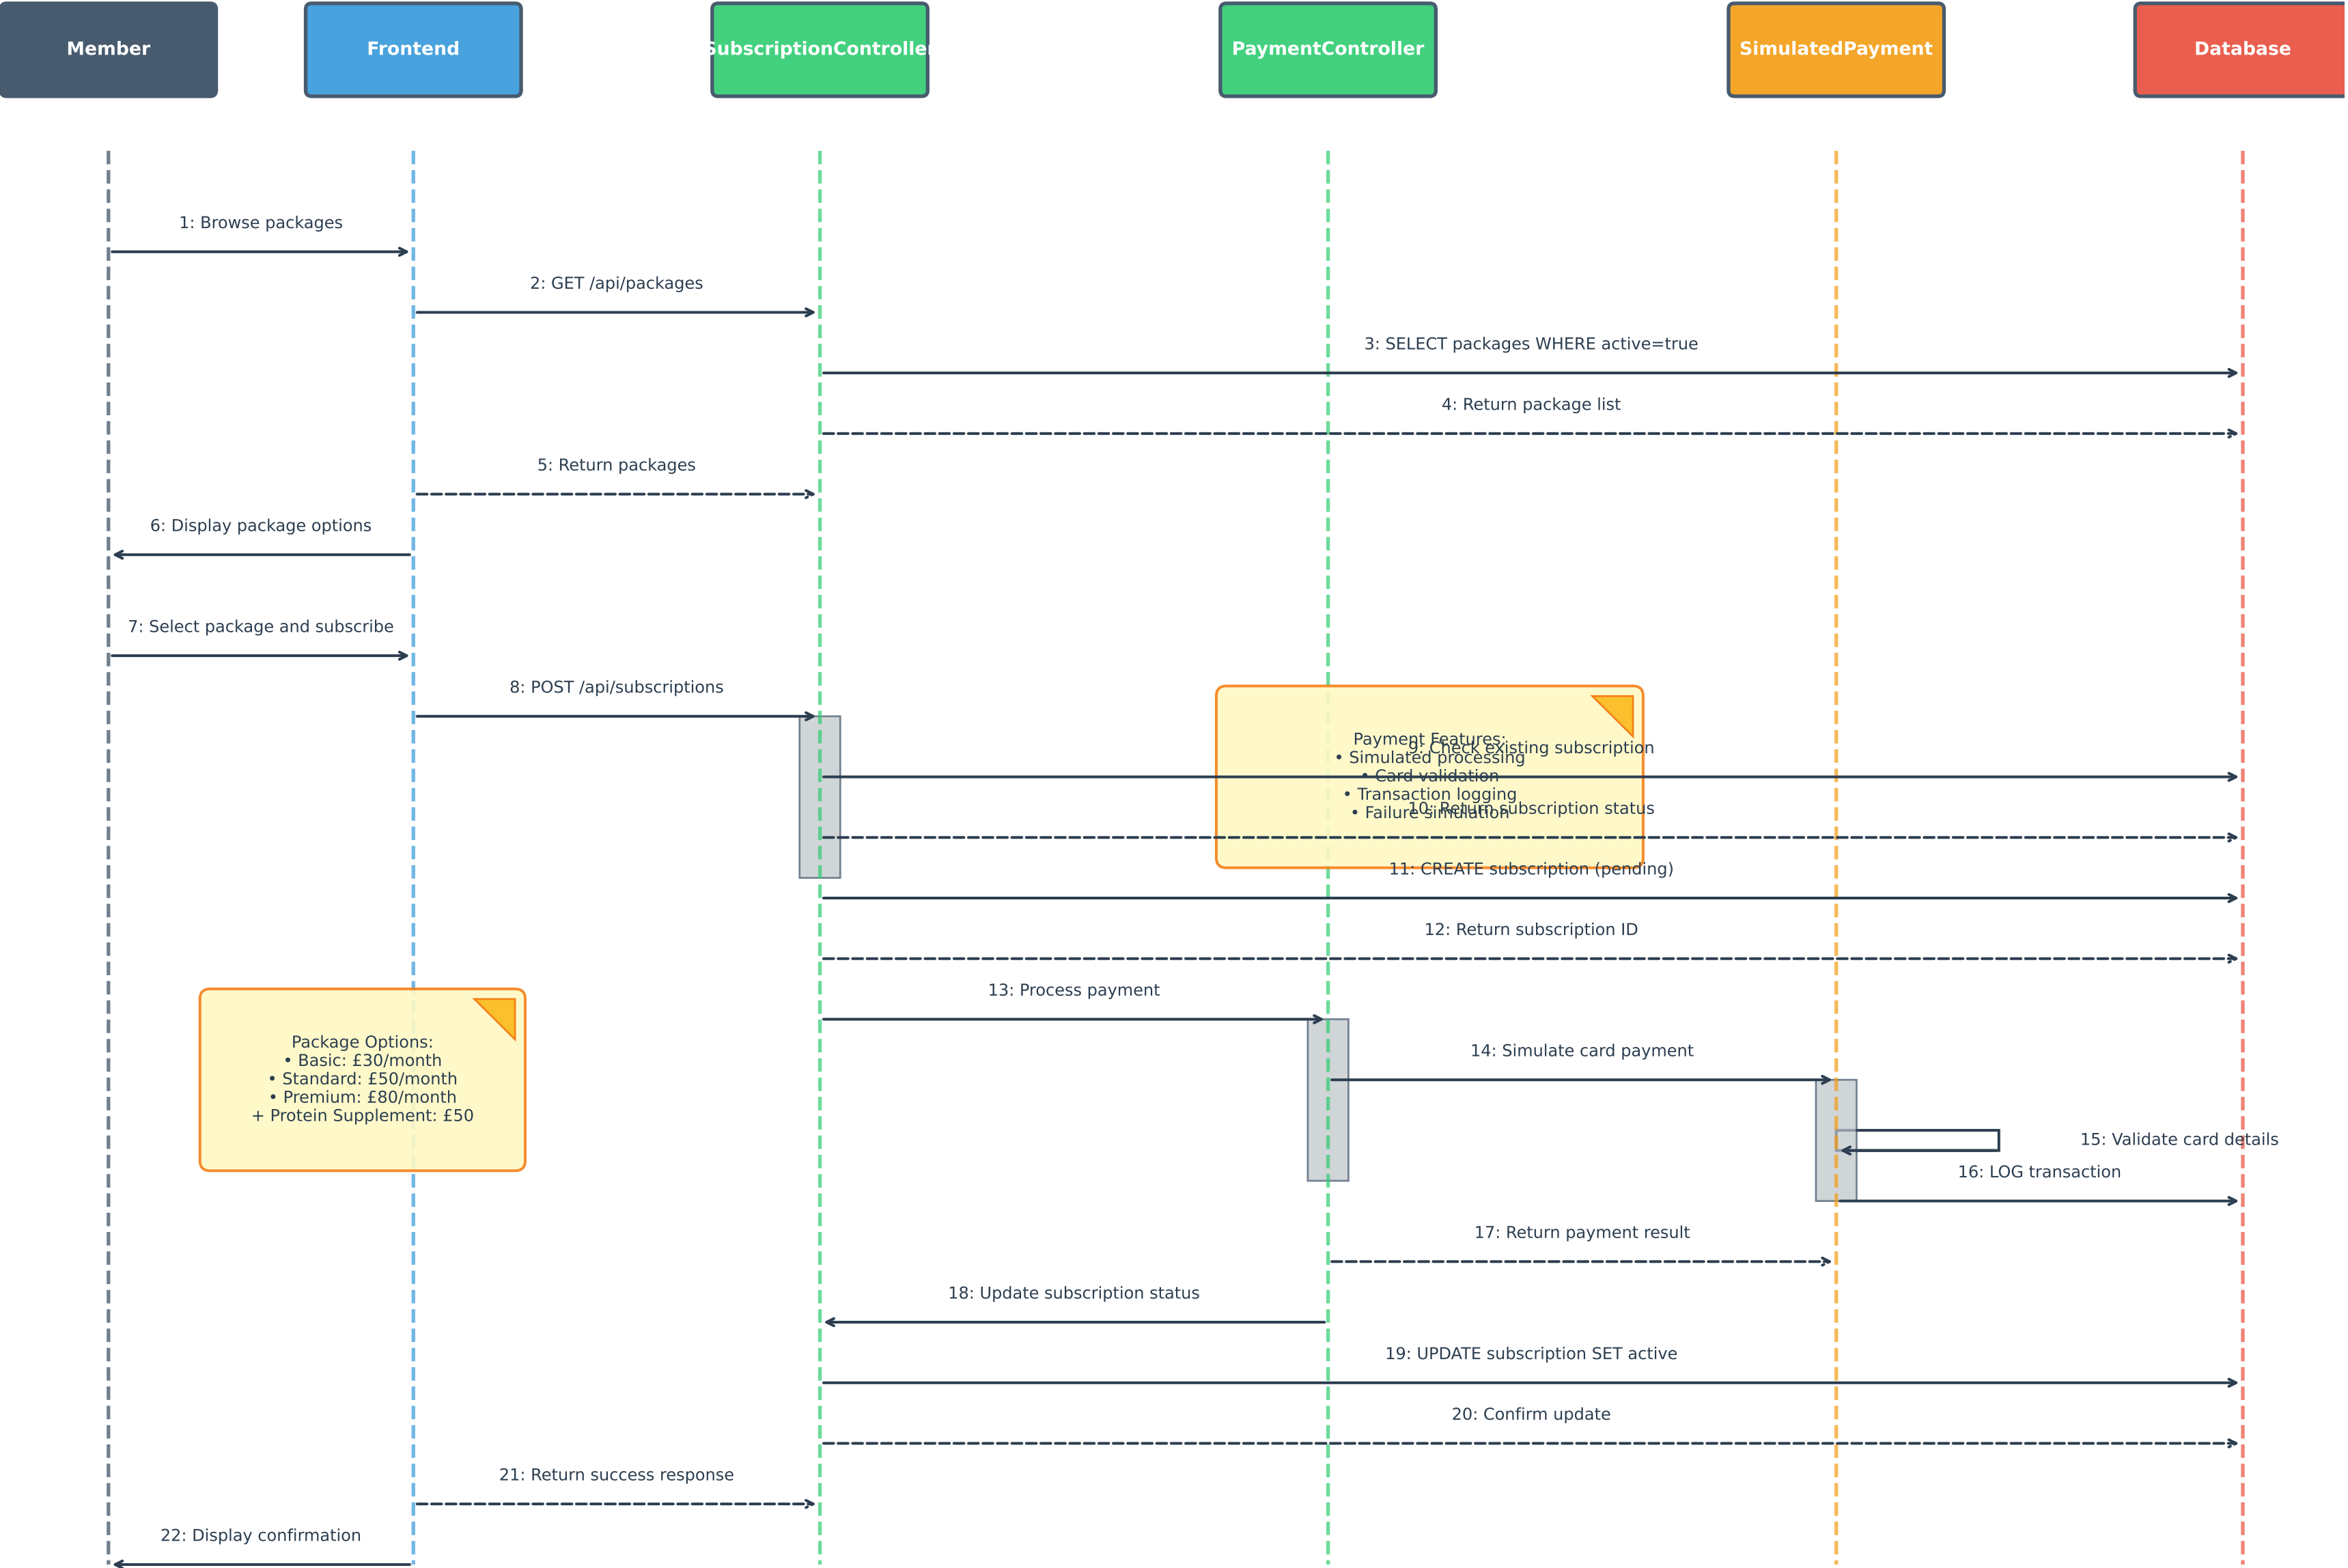 Member
Frontend
SubscriptionController
PaymentController
SimulatedPayment
Database
1: Browse packages
2: GET /api/packages
3: SELECT packages WHERE active=true
4: Return package list
5: Return packages
6: Display package options
7: Select package and subscribe
8: POST /api/subscriptions
Payment Features:
• Simulated processing
• Card validation
• Transaction logging
• Failure simulation
9: Check existing subscription
10: Return subscription status
11: CREATE subscription (pending)
12: Return subscription ID
13: Process payment
Package Options:
• Basic: £30/month
• Standard: £50/month
• Premium: £80/month
+ Protein Supplement: £50
14: Simulate card payment
15: Validate card details
16: LOG transaction
17: Return payment result
18: Update subscription status
19: UPDATE subscription SET active
20: Confirm update
21: Return success response
22: Display confirmation